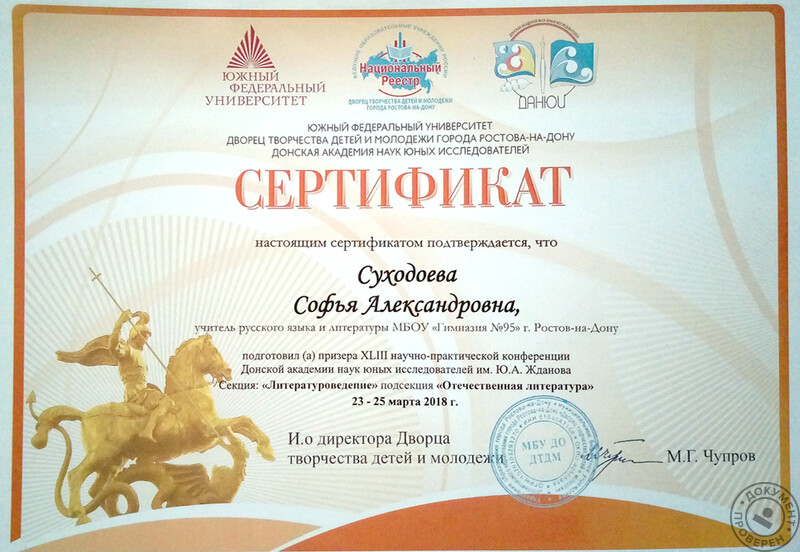 ЮЖНЫЙ
ФЕДЕРАЛЬНЫЙ
УНИВЕРСИТЕТ
ВЕДУЩИЕ ОБРАЗОВАТЕЛЬНЫЕ УЧРЕЖДЕНИЯ РОССИИ
Национальный
Реестр
ДВОРЕЦ ТВОРЧЕСТВА ДЕТЕЙ И МОЛОДЕЖИ
ГОРОДА РОСТОВА-НА-ДОНУ
ДАНЮИ
ЮЖНЫЙ ФЕДЕРАЛЬНЫЙ УНИВЕРСИТЕТ
ДВОРЕЦ ТВОРЧЕСТВА ДЕТЕЙ И МОЛОДЕЖИ ГОРОДА РОСТОВА-НА-ДОНУ
ДОНСКАЯ АКАДЕМИЯ НАУК ЮНЫХ ИССЛЕДОВАТЕЛЕЙ
СЕРТИФИКАТ
настоящим сертификатом подтверждается, что
Суходоева
Софья Александровна,
учитель русского языка и литературы МБОУ «Гимназия №95» г. Ростов-на-Дону
подготовил (а) призера XLIII научно-практической конференции
Донской академии наук юных исследователей им. Ю.А. Жданова
Секция: «Литературоведение» подсекция «Отечественная литература»
23 - 25 марта 2018 г.
И.о директора Дворца
творчества детей и молодежи
МБУ ДО
ДТДМ
М.Г. Чупров
ДОКУМЕНТ
ПРОВЕРЕН